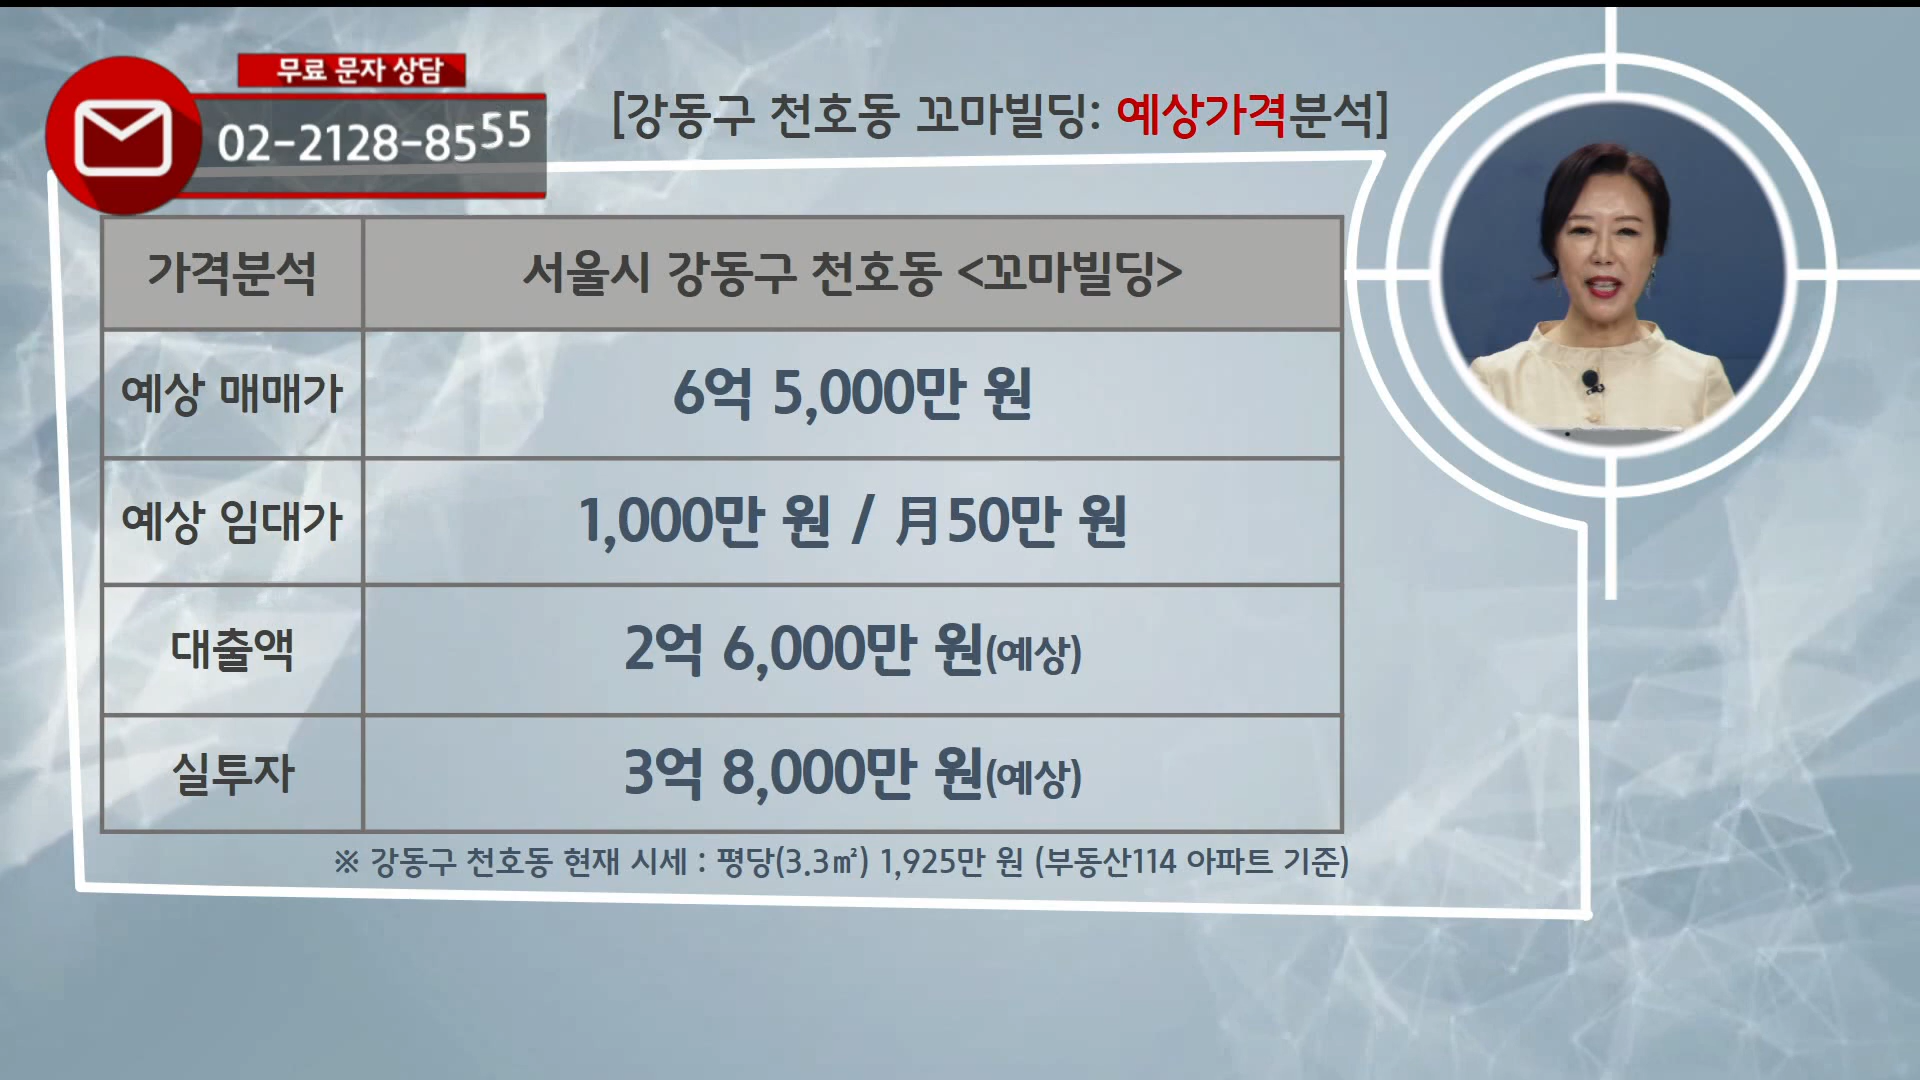 무료 문자 상담
02-2128-8555
[강동구 천호동 꼬마빌딩: 예상가격분석]
가격분석 서울시 강동구 천호동 <꼬마빌딩>
예상 매매가 6억 5,000만 원
예상 임대가 1,000만 원 / 月50만 원
대출액 2억 6,000만 원(예상)
실투자 3억 8,000만 원(예상)
※ 강동구 천호동 현재 시세 : 평당(3.3㎡) 1,925만 원 (부동산114 아파트 기준)